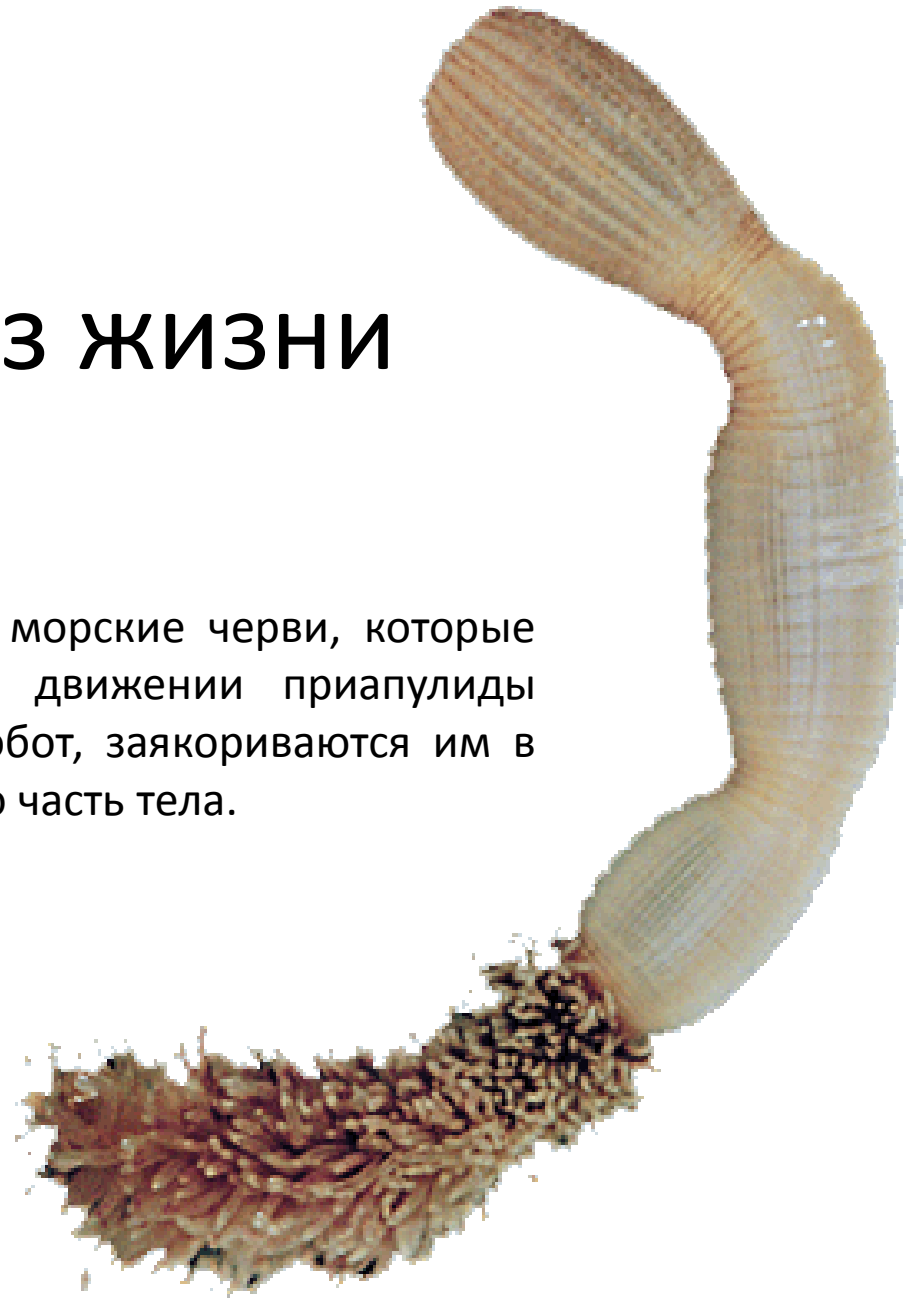 з жизни
морские черви, которые
движении приапулиды
обот, заякориваются им в
часть тела.